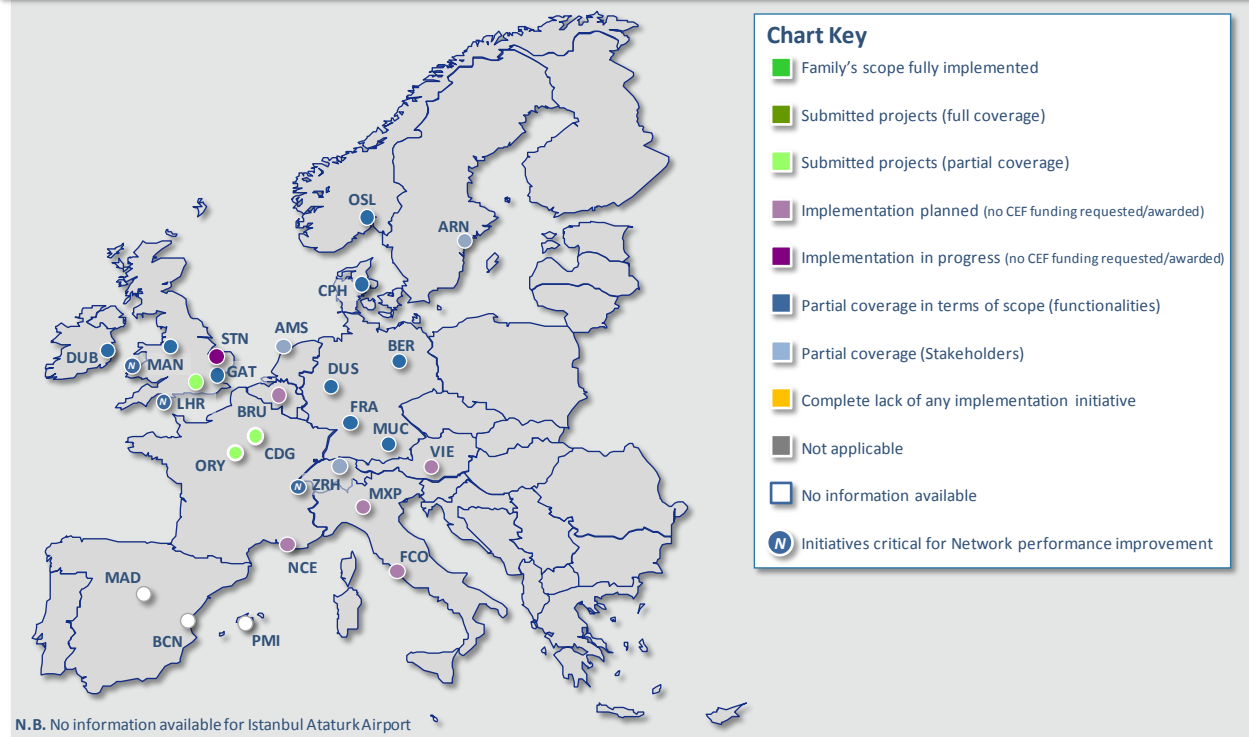 Chart Key
Family's scope fully implemented
Submitted projects (full coverage)
Submitted projects (partial coverage)
Implementation planned (no CEF funding requested/awarded)
Implementation in progress (no CEF funding requested/awarded)
Partial coverage in terms of scope (functionalities)
Partial coverage (Stakeholders)
Complete lack of any implementation initiative
Not applicable
No information available
N Initiatives critical for Network performance improvement
OSL
ARN
CPH
AMS
STN
BER
DUB
N MAN
GAT
DUS
N LHR
BRU
FRA
MUC
CDG
ORY
VIE
N ZRH
MXP
NCE
FCO
MAD
BCN
PMI
N.B. No information available for Istanbul Ataturk Airport